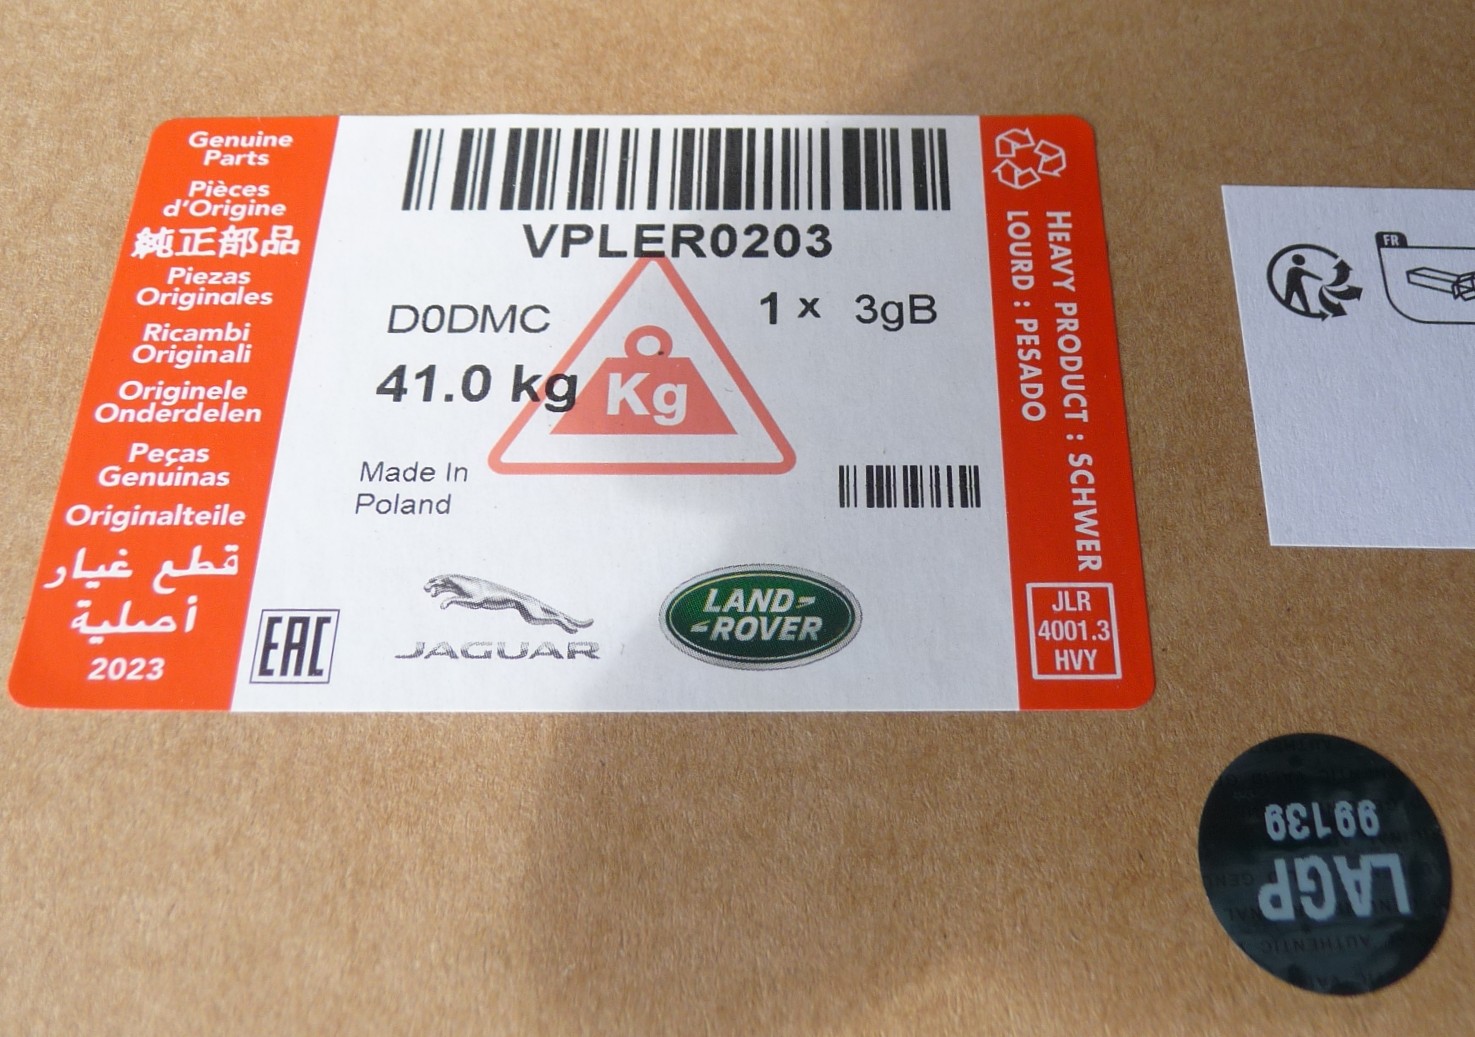 Genuine
Parts
Pièces
d'Origine
純正部品
Piezas
Originales
Ricambi
Originali
Originele
Onderdelen
Peças
Genuinas
Originalteile
قطع غيار
أصلية
2023
VPLER0203
D0DMC
1 x 3gB
41.0 kg
Kg
Made In
Poland
EAC
JAGUAR
LAND-
-ROVER
HEAVY PRODUCT : SCHWER
LOURD : PESADO
JLR
4001.3
HVY
FR
LAGP
99139
AUTHENTIC